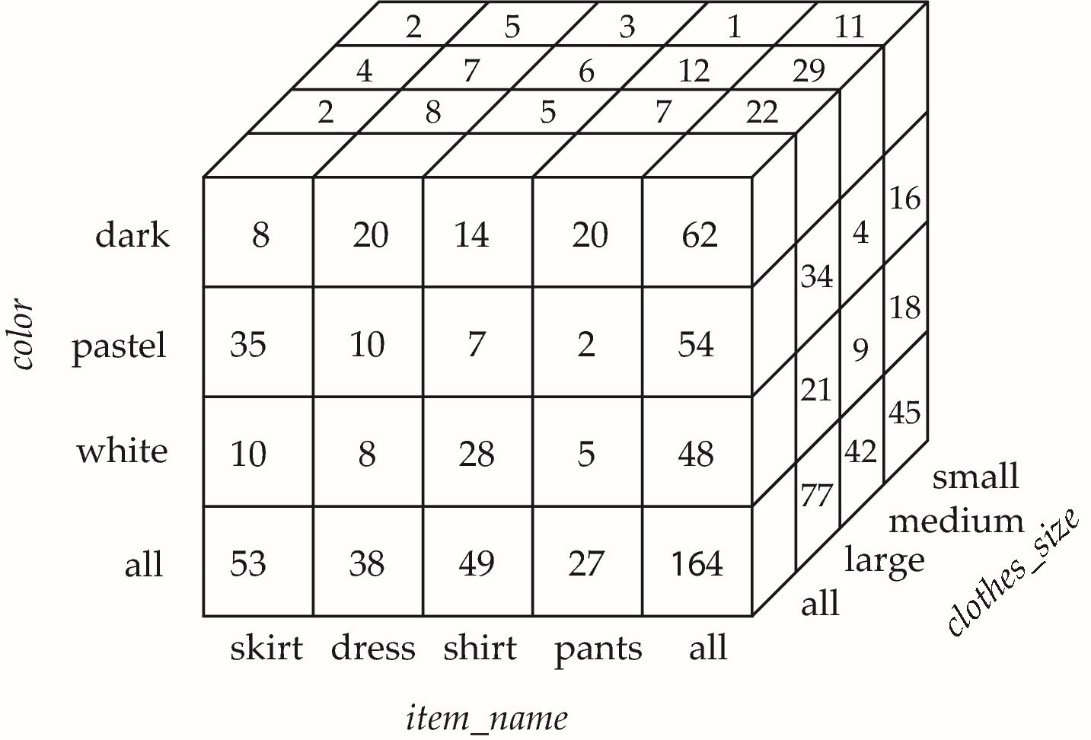 2 5 3 1 11
4 7 6 12 29
2 8 5 7 22
dark 8 20 14 20 62
pastel 35 10 7 2 54
white 10 8 28 5 48
all 53 38 49 27 164
16
4
34
18
9
21
45
42
77
small
medium
large
all
skirt dress shirt pants all
color
clothes_size
item_name